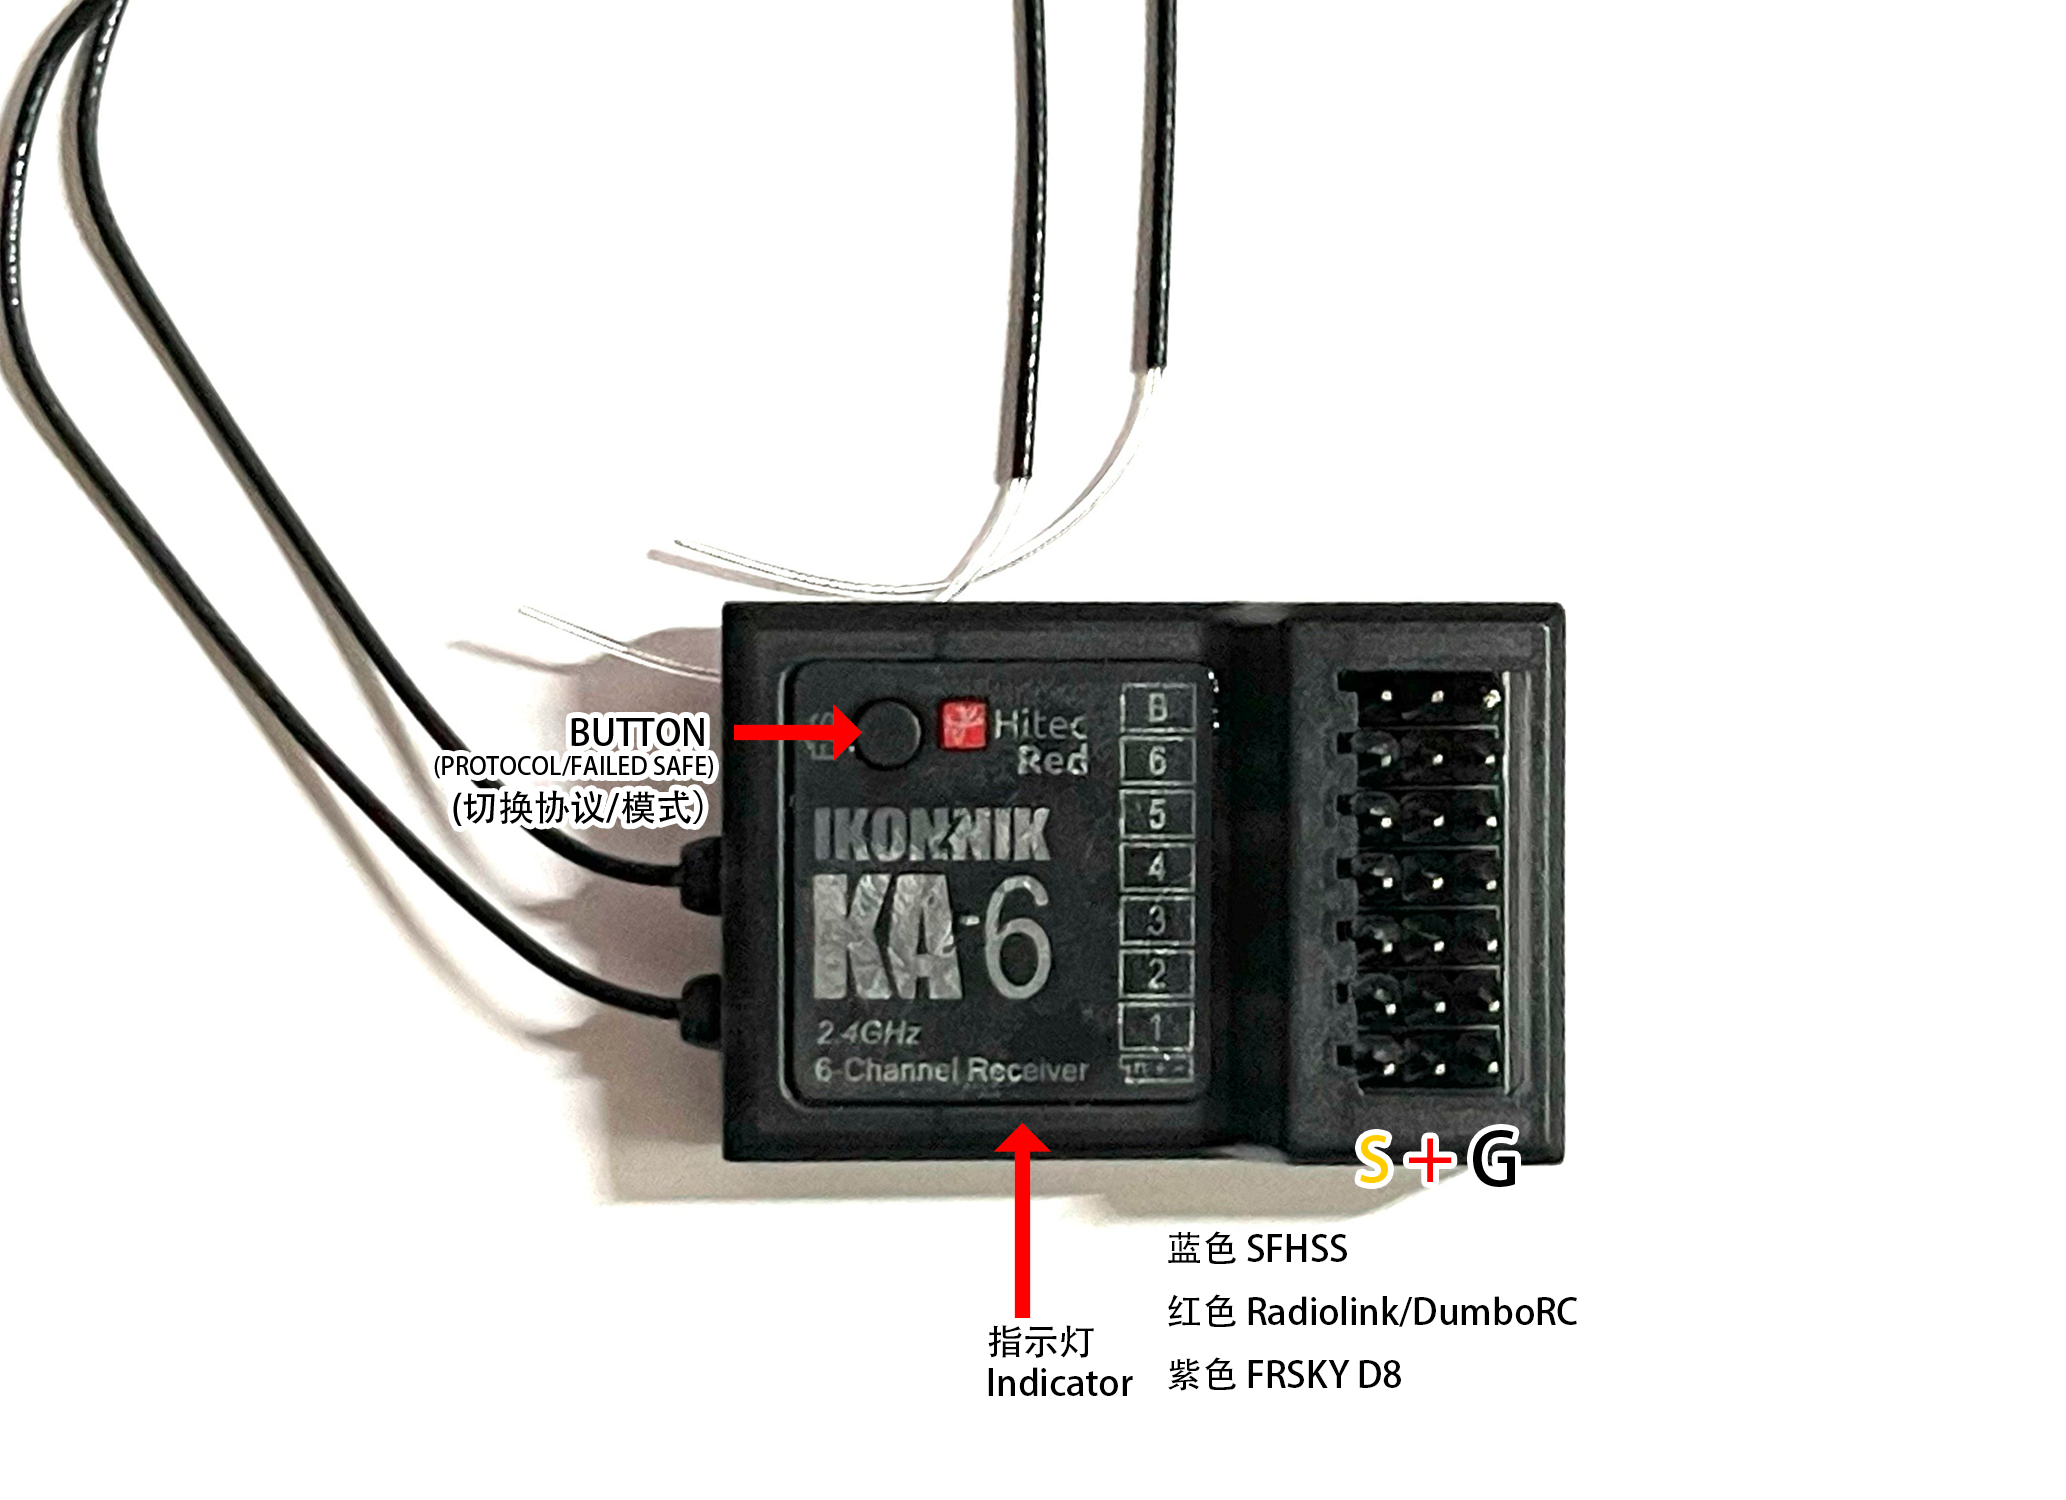 Hitec
Red
B
6
5
4
3
2
1
IKONNIK
KA-6
2.4GHz
6-Channel Receiver
BUTTON
(PROTOCOL/FAILED SAFE)
(切换协议/模式)
S + G
蓝色 SFHSS
红色 Radiolink/DumboRC
紫色 FRSKY D8
指示灯
Indicator